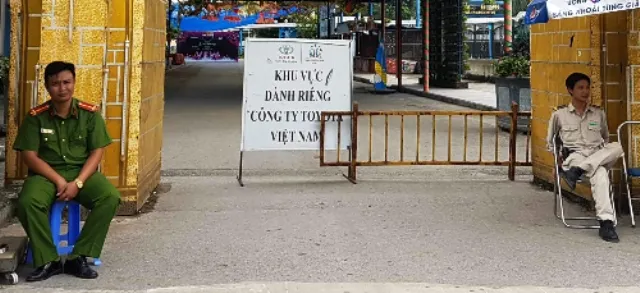 KHU VỰC
DÀNH RIÊNG
CÔNG TY TOYOTA
VIỆT NAM